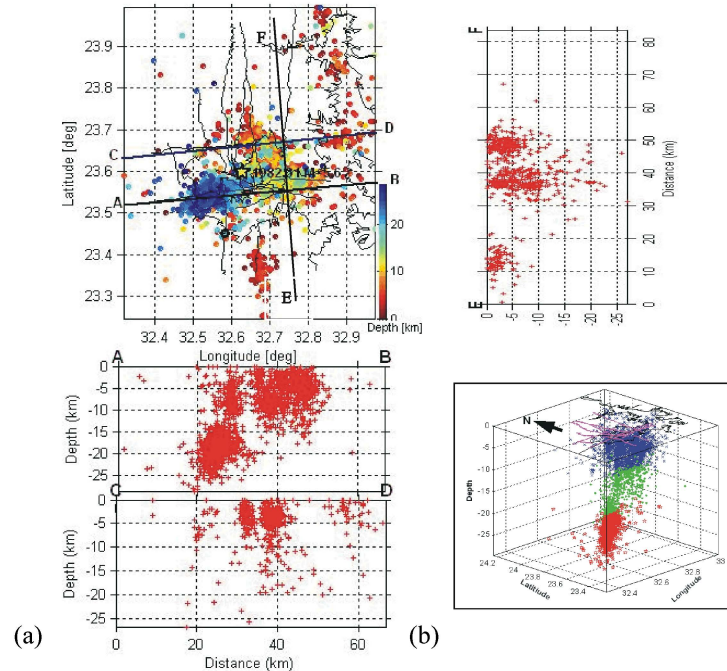 23.9
23.8
23.7
23.6
23.5
23.4
23.3
Latitude [deg]
F
C
D
A
B
E
20
10
0
Depth [km]
32.4 32.5 32.6 32.7 32.8 32.9
Longitude [deg]
A
B
0
-5
-10
-15
-20
-25
Depth (km)
C
D
0
-5
-10
-15
-20
-25
Depth (km)
0 20 40 60
Distance (km)
(a)
F
E
80
70
60
50
40
30
20
10
0
Distance (km)
0 -5 -10 -15 -20 -25
N
0
-5
-10
-15
-20
-25
Depth
24.2 24 23.8 23.6 23.4
Latitude
32.4 32.6 32.8 33
Longitude
(b)